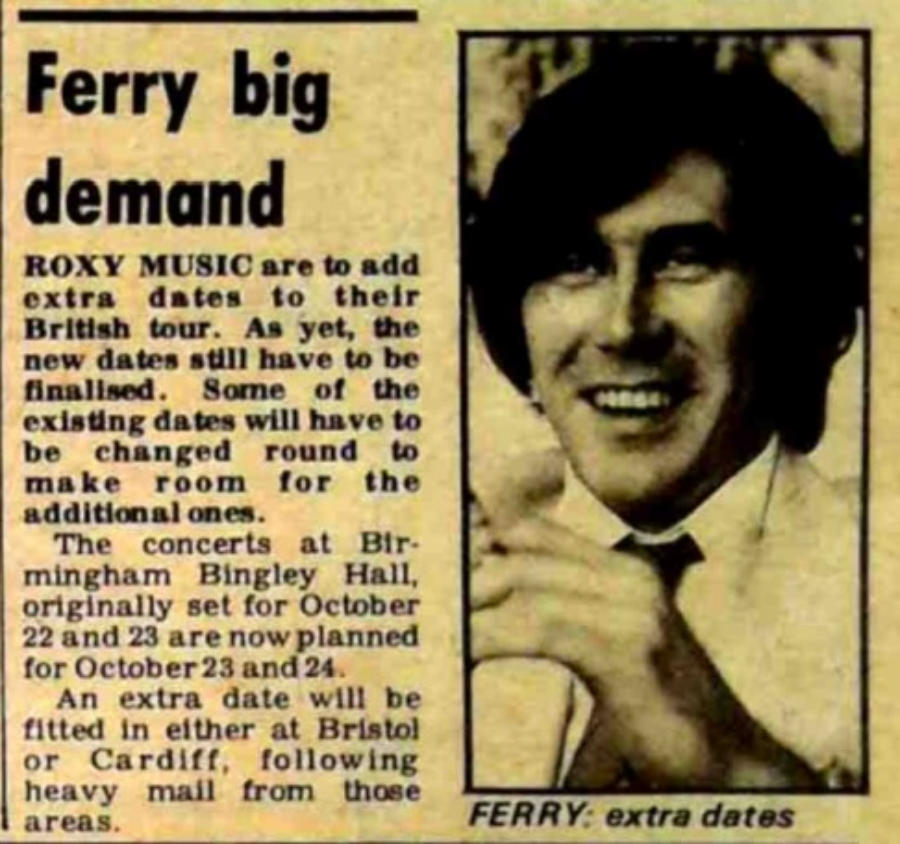 Ferry big
demand
ROXY MUSIC are to add
extra dates to their
British tour. As yet, the
new dates still have to be
finalised. Some of the
existing dates will have to
be changed round to
make room for the
additional ones.
The concerts at Bir-
mingham Bingley Hall,
originally set for October
22 and 23 are now planned
for October 23 and 24.
An extra date will be
fitted in either at Bristol
or Cardiff, following
heavy mail from those
areas.
FERRY: extra dates